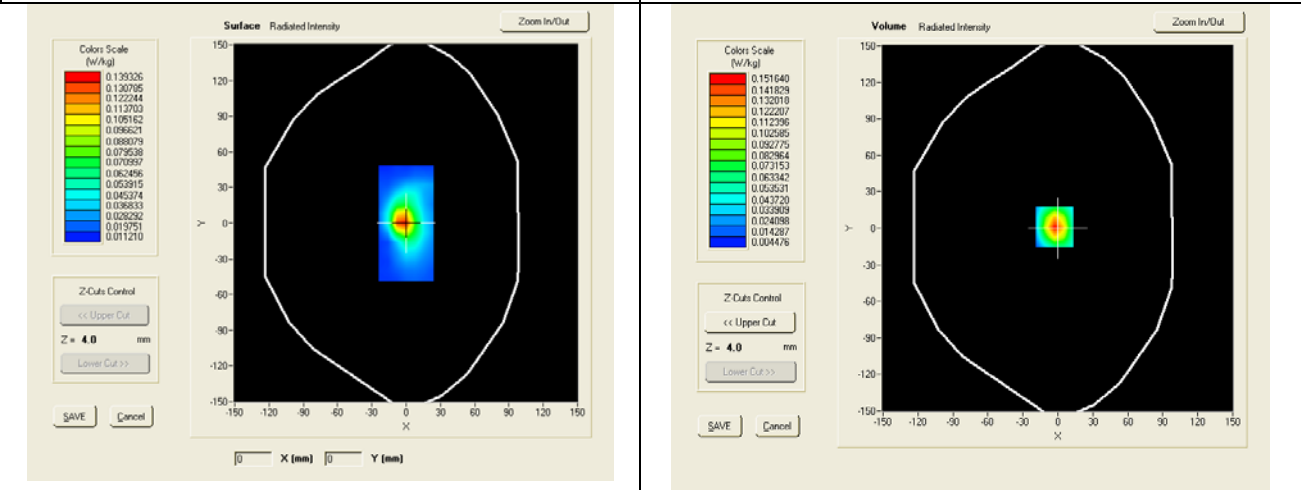 Surface Radiated Intensity
Zoom In/Out
Colors Scale
(W/kg)
0.139326
0.130785
0.122244
0.113703
0.105162
0.096621
0.088079
0.079538
0.070997
0.062456
0.053915
0.045374
0.036833
0.028292
0.019751
0.011210
150
120
90
60
30
0
-30
-60
-90
-120
-150
Y
-150 -120 -90 -60 -30 0 30 60 90 120 150
X
Z-Cuts Control
<< Upper Cut
Z = 4.0 mm
Lower Cut >>
SAVE Cancel
0 X (mm) 0 Y (mm)
Volume Radiated Intensity
Zoom In/Out
Colors Scale
(W/kg)
0.151640
0.141829
0.132018
0.122207
0.112396
0.102585
0.092775
0.082964
0.073153
0.063342
0.053531
0.043720
0.033909
0.024098
0.014287
0.004476
150
120
90
60
30
0
-30
-60
-90
-120
-150
Y
-150 -120 -90 -60 -30 0 30 60 90 120 150
X
Z-Cuts Control
<< Upper Cut
Z = 4.0 mm
Lower Cut >>
SAVE Cancel